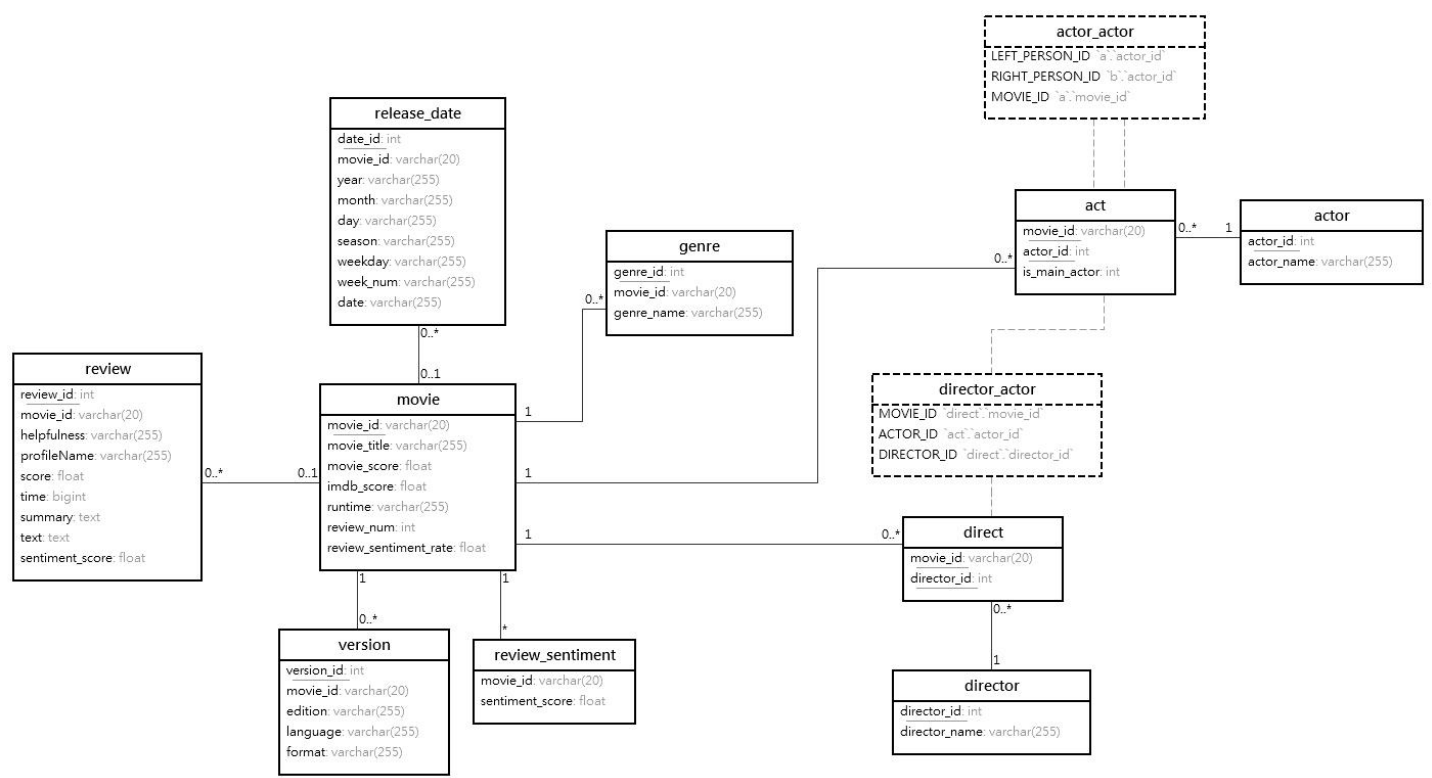 actor_actor
LEFT_PERSON_ID `a`.`actor_id`
RIGHT_PERSON_ID `b`.`actor_id`
MOVIE_ID `a`.`movie_id`
release_date
date_id: int
movie_id: varchar(20)
year: varchar(255)
month: varchar(255)
day: varchar(255)
season: varchar(255)
weekday: varchar(255)
week_num: varchar(255)
date: varchar(255)
0..*
0..1
genre
genre_id: int
movie_id: varchar(20)
genre_name: varchar(255)
0..*
1
act
movie_id: varchar(20)
actor_id: int
is_main_actor: int
0..*
0..*
1
actor
actor_id: int
actor_name: varchar(255)
review
review_id: int
movie_id: varchar(20)
helpfulness: varchar(255)
profileName: varchar(255)
score: float
time: bigint
summary: text
text: text
sentiment_score: float
0..*
0..1
movie
movie_id: varchar(20)
movie_title: varchar(255)
movie_score: float
imdb_score: float
runtime: varchar(255)
review_num: int
review_sentiment_rate: float
1
1
director_actor
MOVIE_ID `direct`.`movie_id`
ACTOR_ID `act`.`actor_id`
DIRECTOR_ID `direct`.`director_id`
0..*
direct
movie_id: varchar(20)
director_id: int
0..*
1
1
0..*
version
version_id: int
movie_id: varchar(20)
edition: varchar(255)
language: varchar(255)
format: varchar(255)
1
*
review_sentiment
movie_id: varchar(20)
sentiment_score: float
director
director_id: int
director_name: varchar(255)